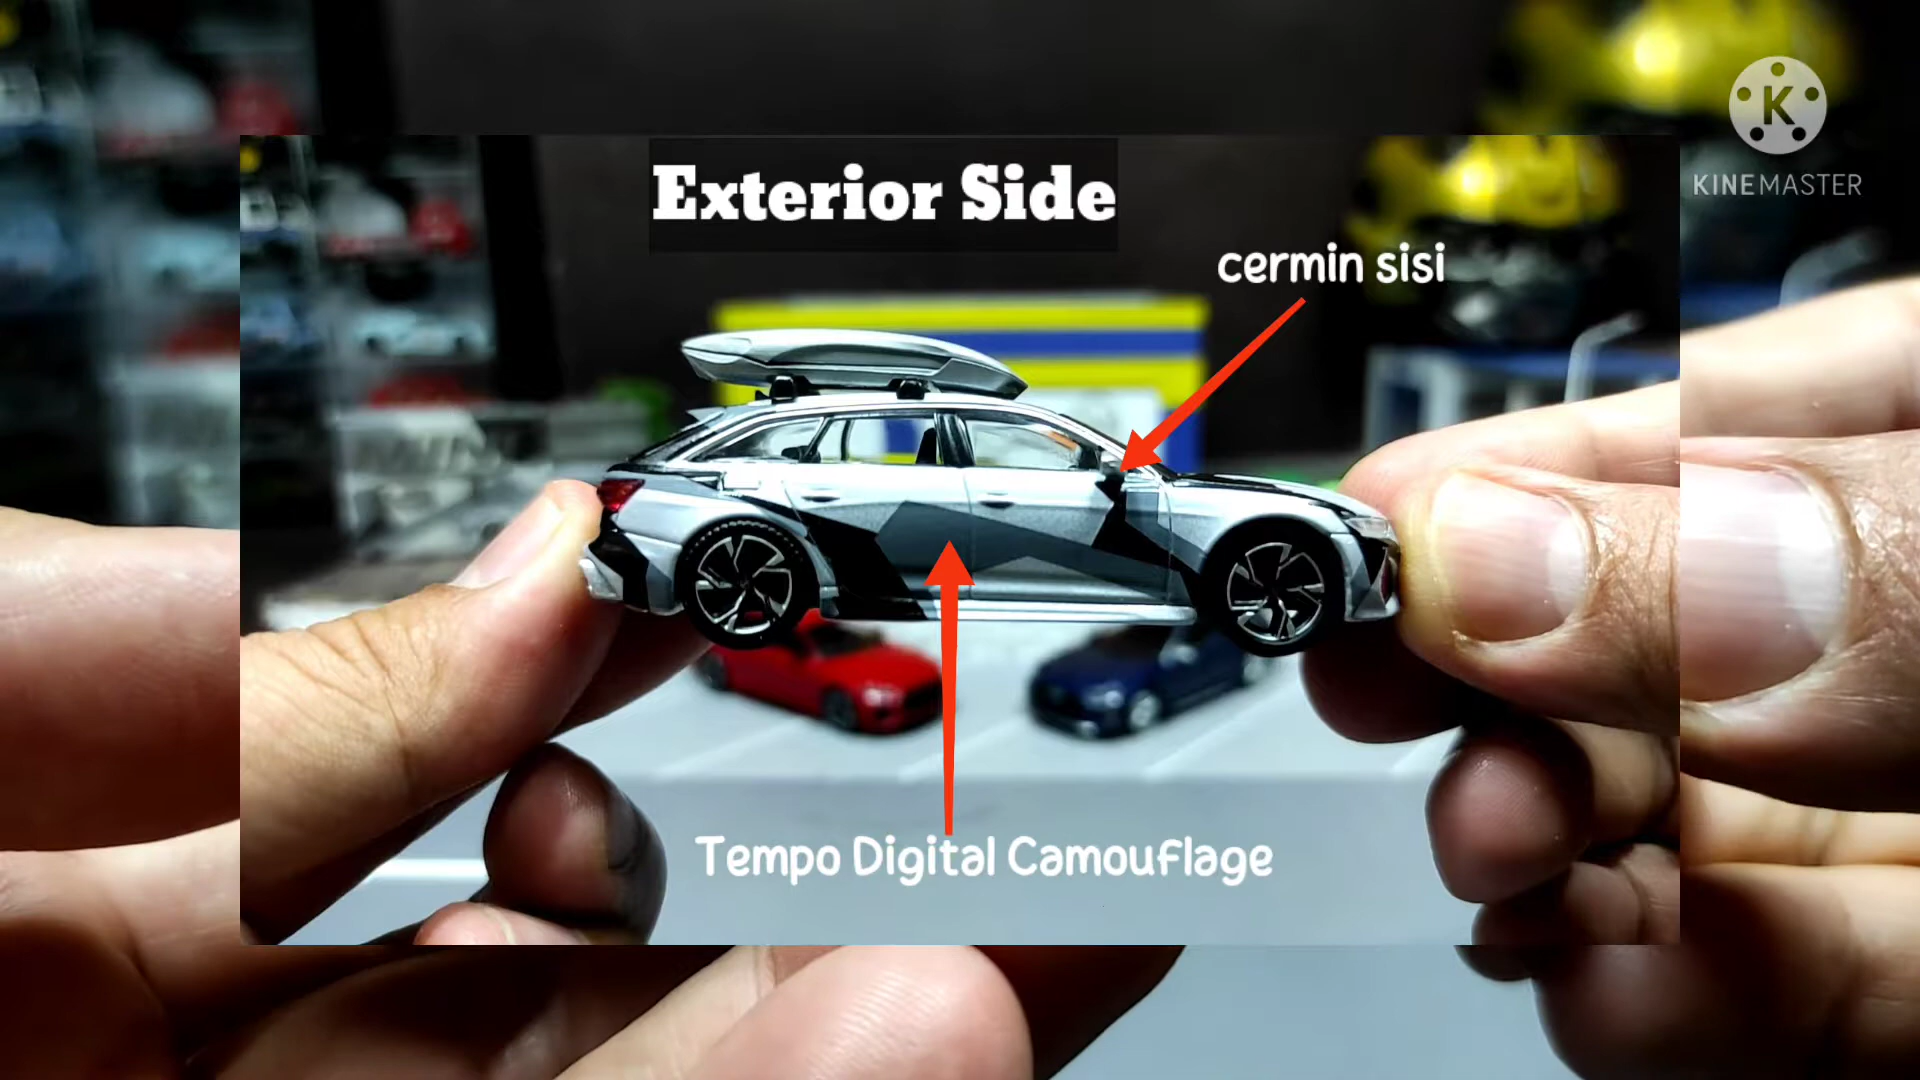 Exterior Side
cermin sisi
Tempo Digital Camouflage
K
KINEMASTER